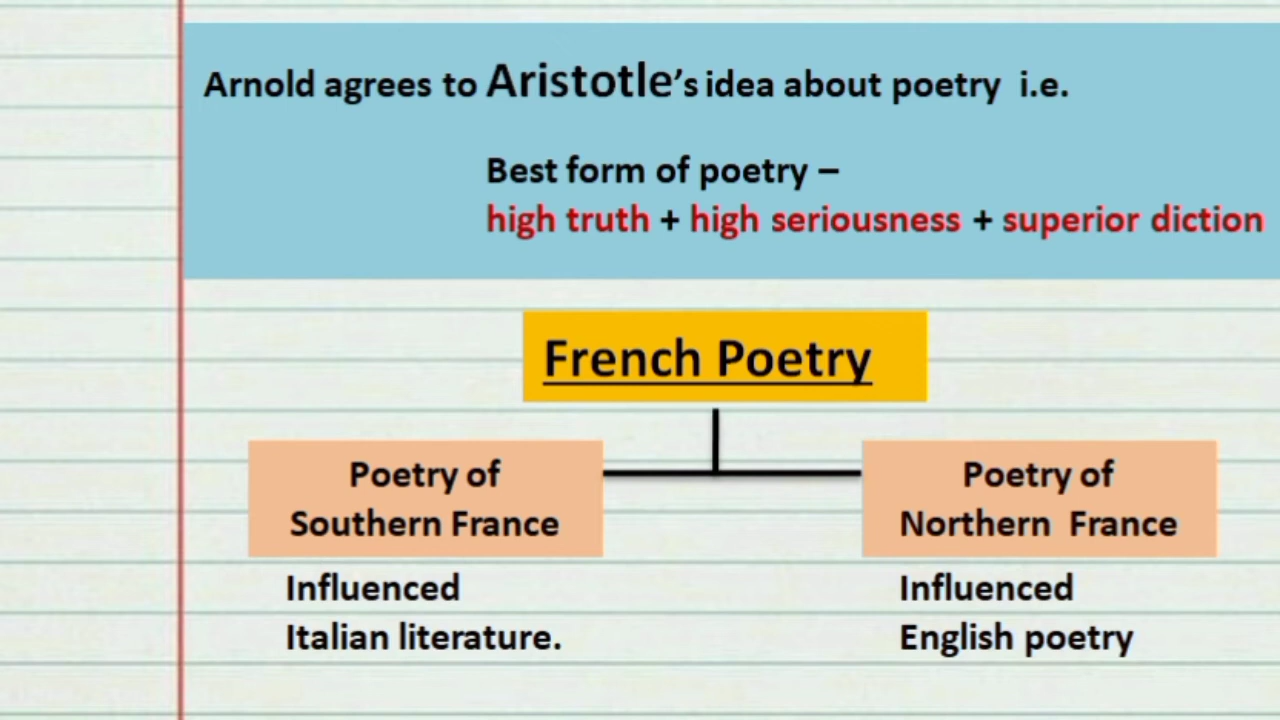 Arnold agrees to Aristotle's idea about poetry i.e.
Best form of poetry –
high truth + high seriousness + superior diction
French Poetry
Poetry of
Southern France
Influenced
Italian literature.
Poetry of
Northern France
Influenced
English poetry